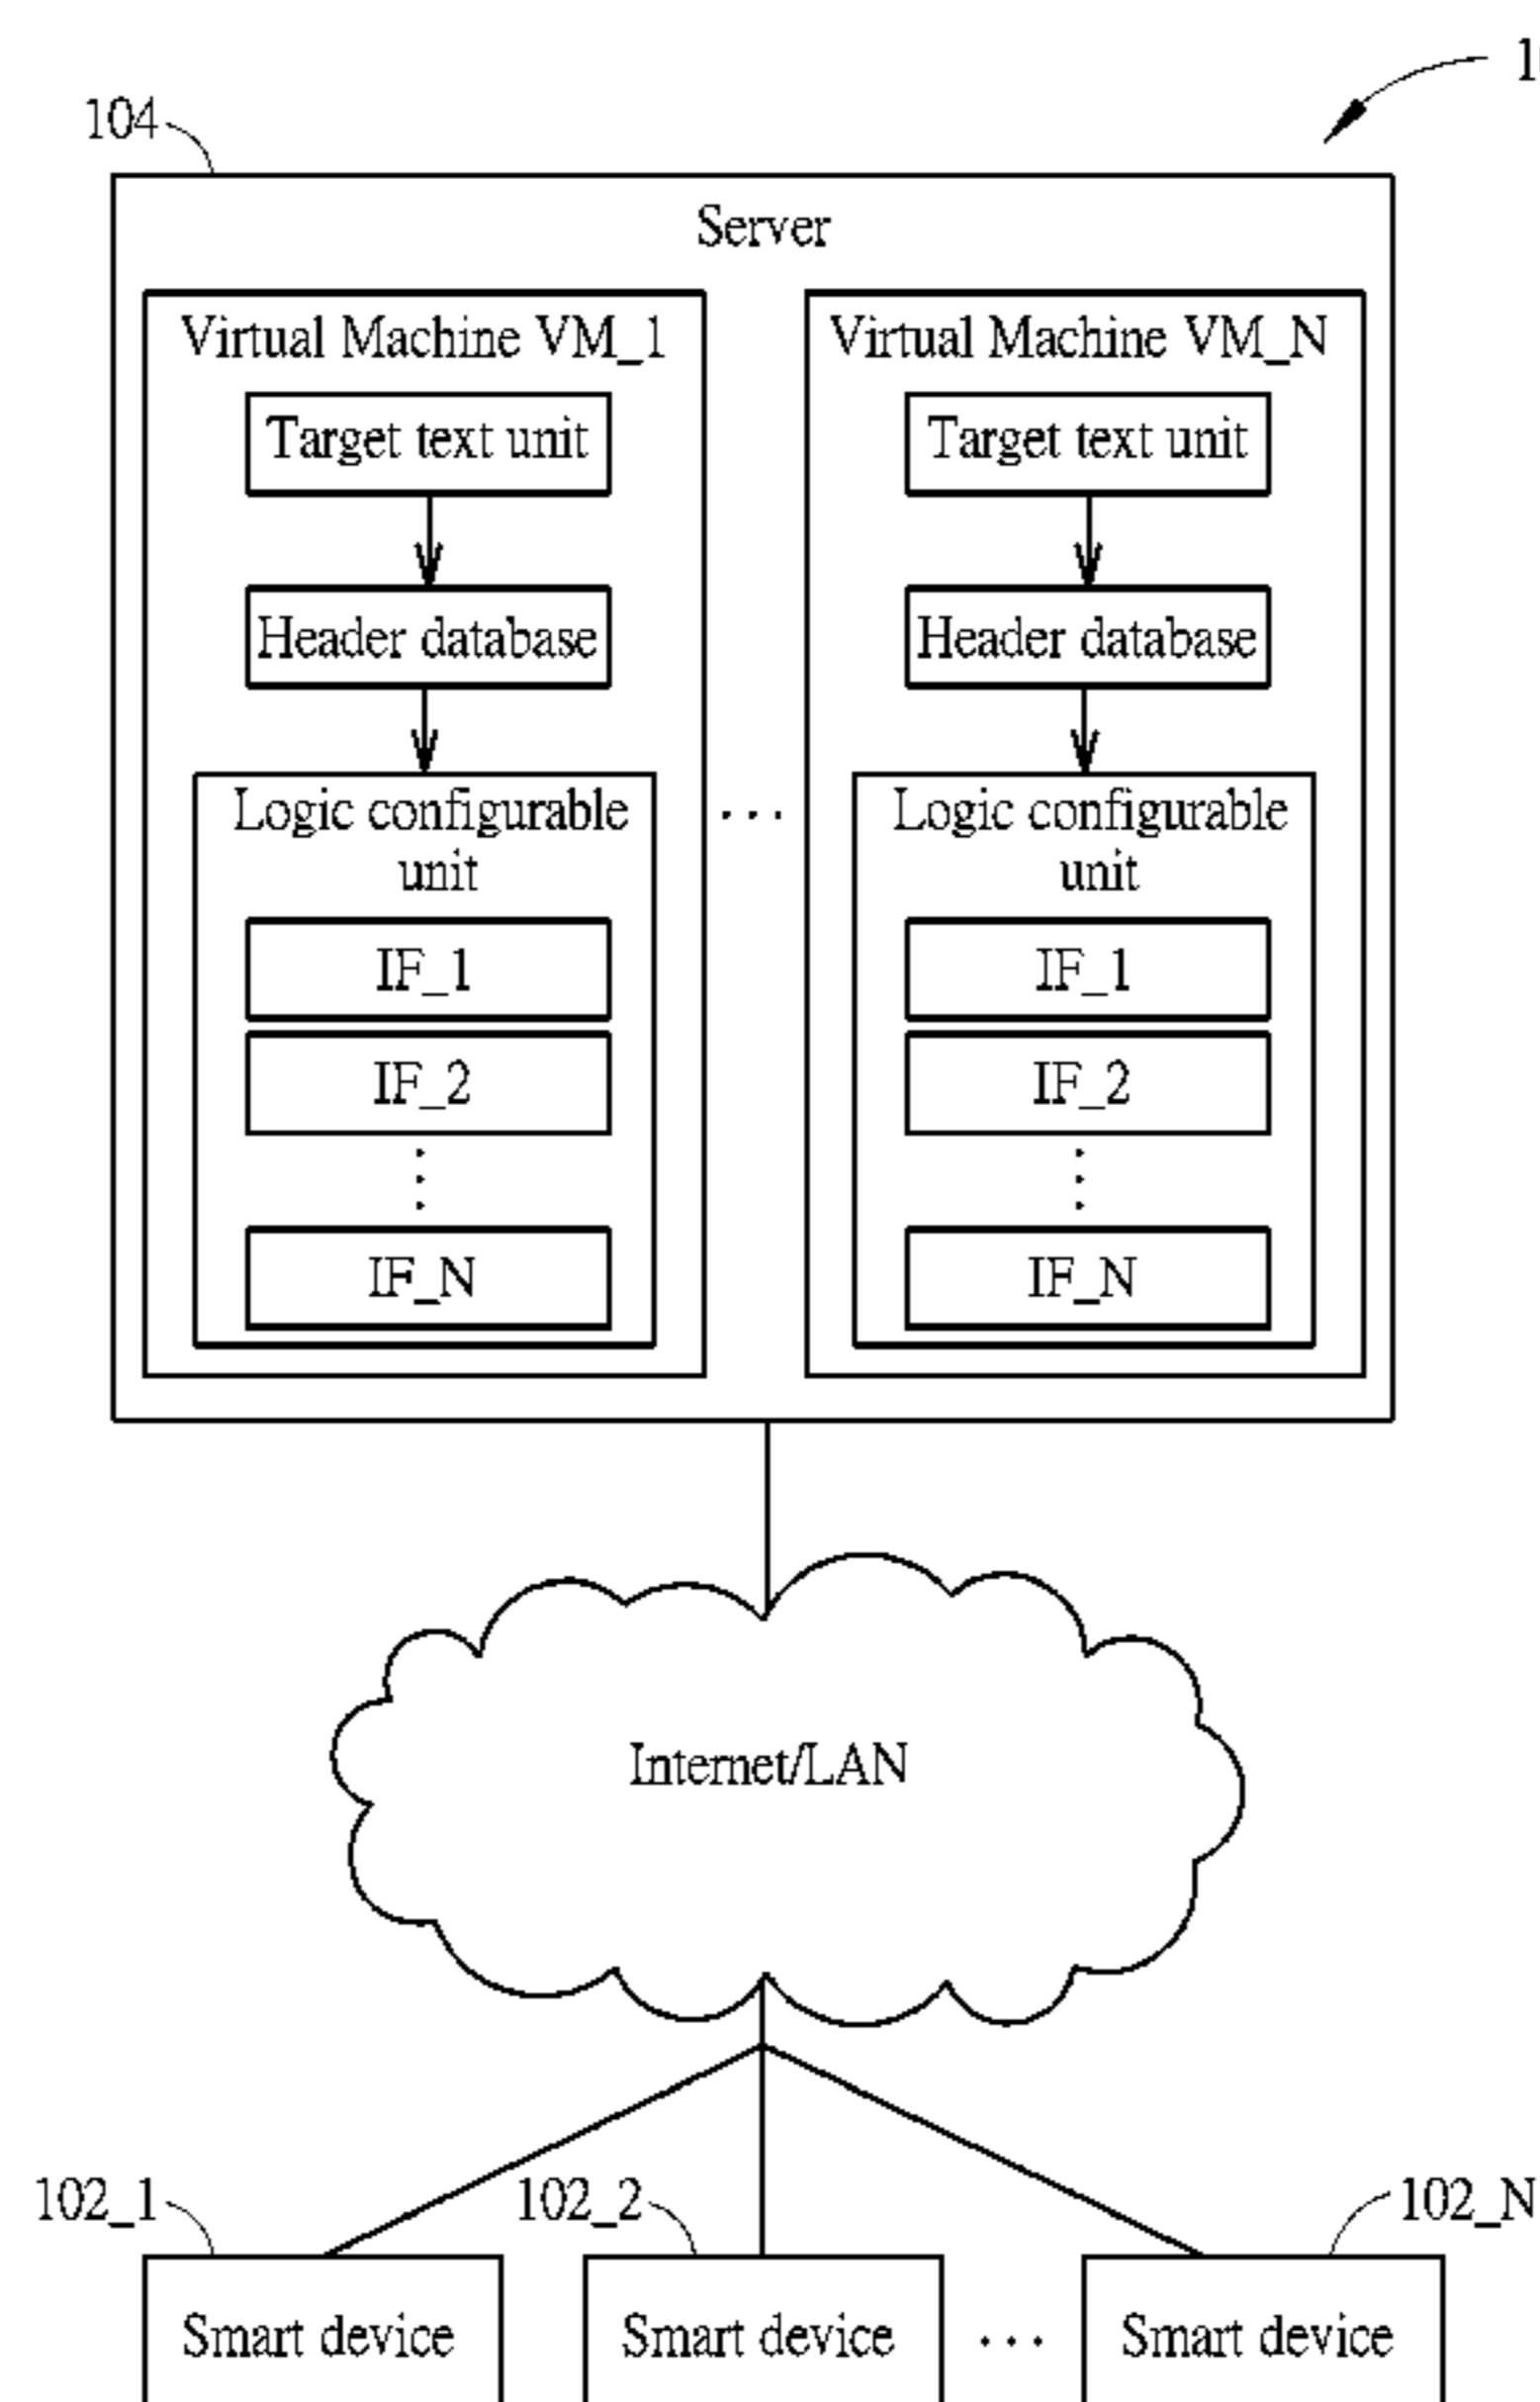 104
Server
Virtual Machine VM_1
Target text unit
Header database
Logic configurable
unit
IF_1
IF_2
IF_N
...
Virtual Machine VM_N
Target text unit
Header database
Logic configurable
unit
IF_1
IF_2
IF_N
Internet/LAN
102_1
102_2
102_N
Smart device
Smart device
...
Smart device